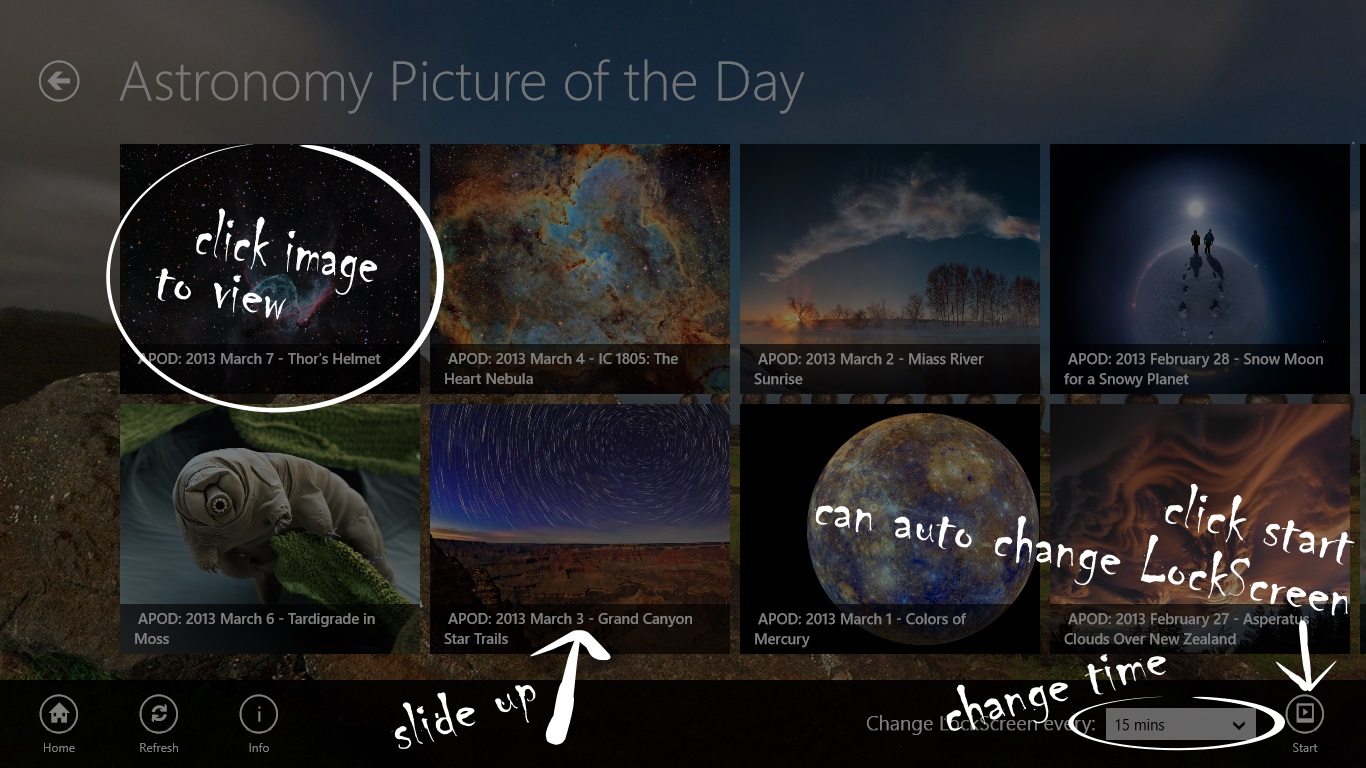 Astronomy Picture of the Day
click image
to view
APOD: 2013 March 7 - Thor's Helmet
APOD: 2013 March 4 - IC 1805: The
Heart Nebula
APOD: 2013 March 2 - Miass River
Sunrise
APOD: 2013 February 28 - Snow Moon
for a Snowy Planet
APOD: 2013 March 6 - Tardigrade in
Moss
APOD: 2013 March 3 - Grand Canyon
Star Trails
APOD: 2013 March 1 - Colors of
Mercury
APOD: 2013 February 27 - Asperatus
Clouds Over New Zealand
click start
can auto change LockScreen
slide up
change time
Home
Refresh
Info
Change LockScreen every:
15 mins
Start